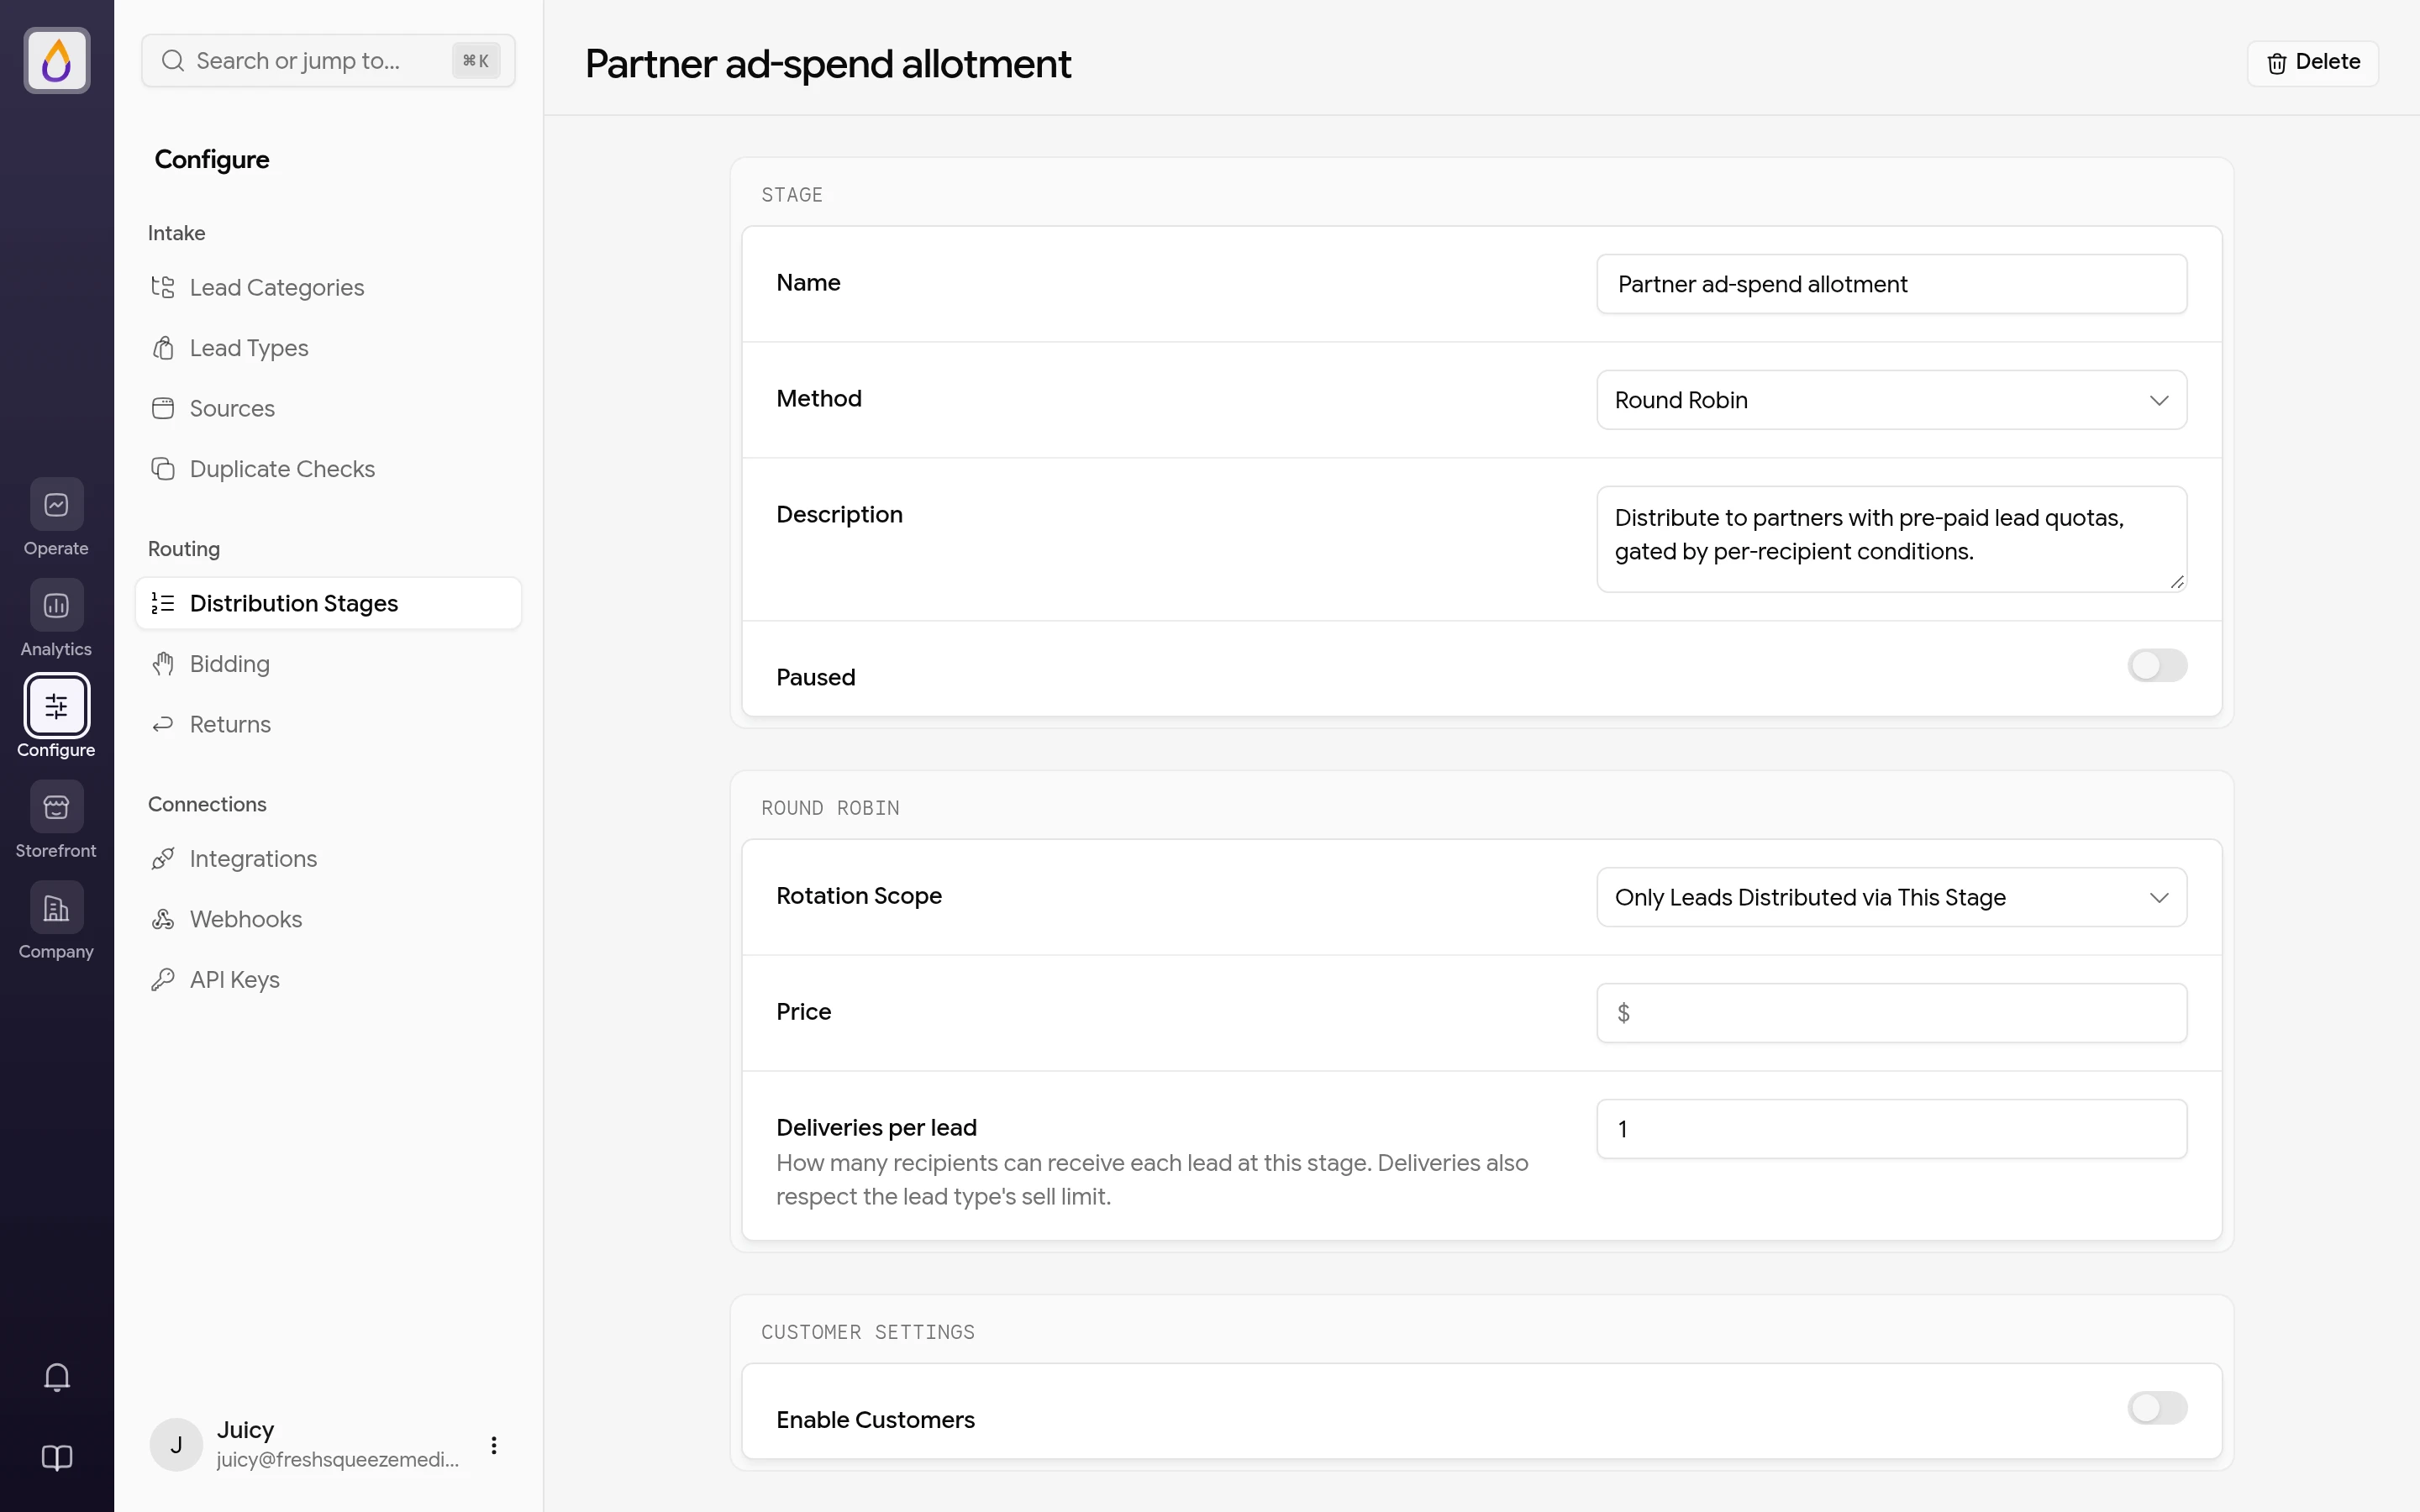 Search or jump to...
⌘K
Partner ad-spend allotment
Delete
Configure
Intake
Lead Categories
Lead Types
Sources
Duplicate Checks
Routing
Distribution Stages
Bidding
Returns
Connections
Integrations
Webhooks
API Keys
Operate
Analytics
Configure
Storefront
Company
J
Juicy
juicy@freshsqueezemedi...
STAGE
Name
Partner ad-spend allotment
Method
Round Robin
Description
Distribute to partners with pre-paid lead quotas,
gated by per-recipient conditions.
Paused
ROUND ROBIN
Rotation Scope
Only Leads Distributed via This Stage
Price
$
Deliveries per lead
How many recipients can receive each lead at this stage. Deliveries also
respect the lead type's sell limit.
1
CUSTOMER SETTINGS
Enable Customers